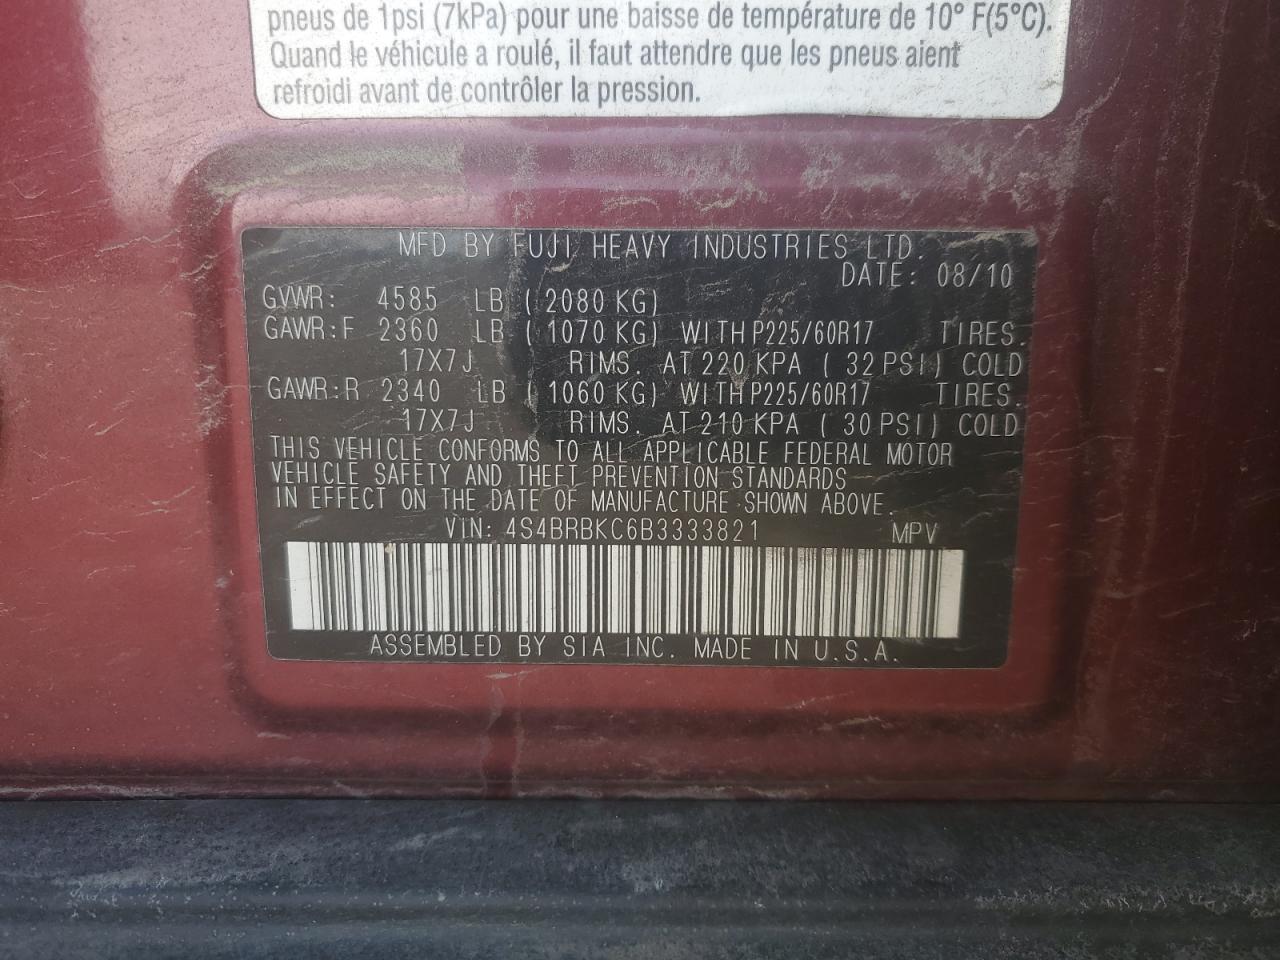 pneus de 1psi (7kPa) pour une baisse de température de 10° F(5°C).
Quand le véhicule a roulé, il faut attendre que les pneus aient
refroidi avant de contrôler la pression.
MFD BY FUJI HEAVY INDUSTRIES LTD.
DATE: 08/10
GVWR: 4585 LB ( 2080 KG)
GAWR:F 2360 LB ( 1070 KG) WITH P225/60R17 TIRES.
17X7J RIMS. AT 220 KPA ( 32 PSI) COLD
GAWR:R 2340 LB ( 1060 KG) WITH P225/60R17 TIRES.
17X7J RIMS. AT 210 KPA ( 30 PSI) COLD
THIS VEHICLE CONFORMS TO ALL APPLICABLE FEDERAL MOTOR
VEHICLE SAFETY AND THEFT PREVENTION STANDARDS
IN EFFECT ON THE DATE OF MANUFACTURE SHOWN ABOVE.
VIN: 4S4BRBKC6B3333821 MPV
ASSEMBLED BY SIA INC. MADE IN U.S.A.